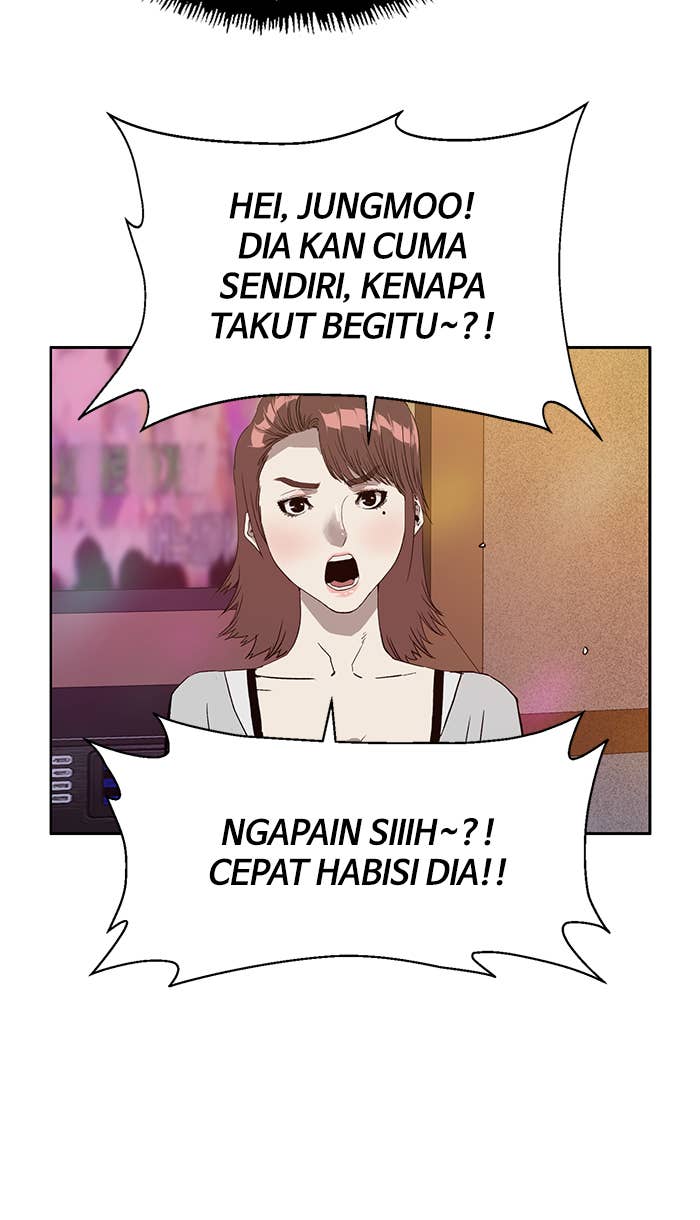 HEI, JUNGMOO!
DIA KAN CUMA
SENDIRI, KENAPA
TAKUT BEGITU~?!
NGAPAIN SIIIH~?!
CEPAT HABISI DIA!!